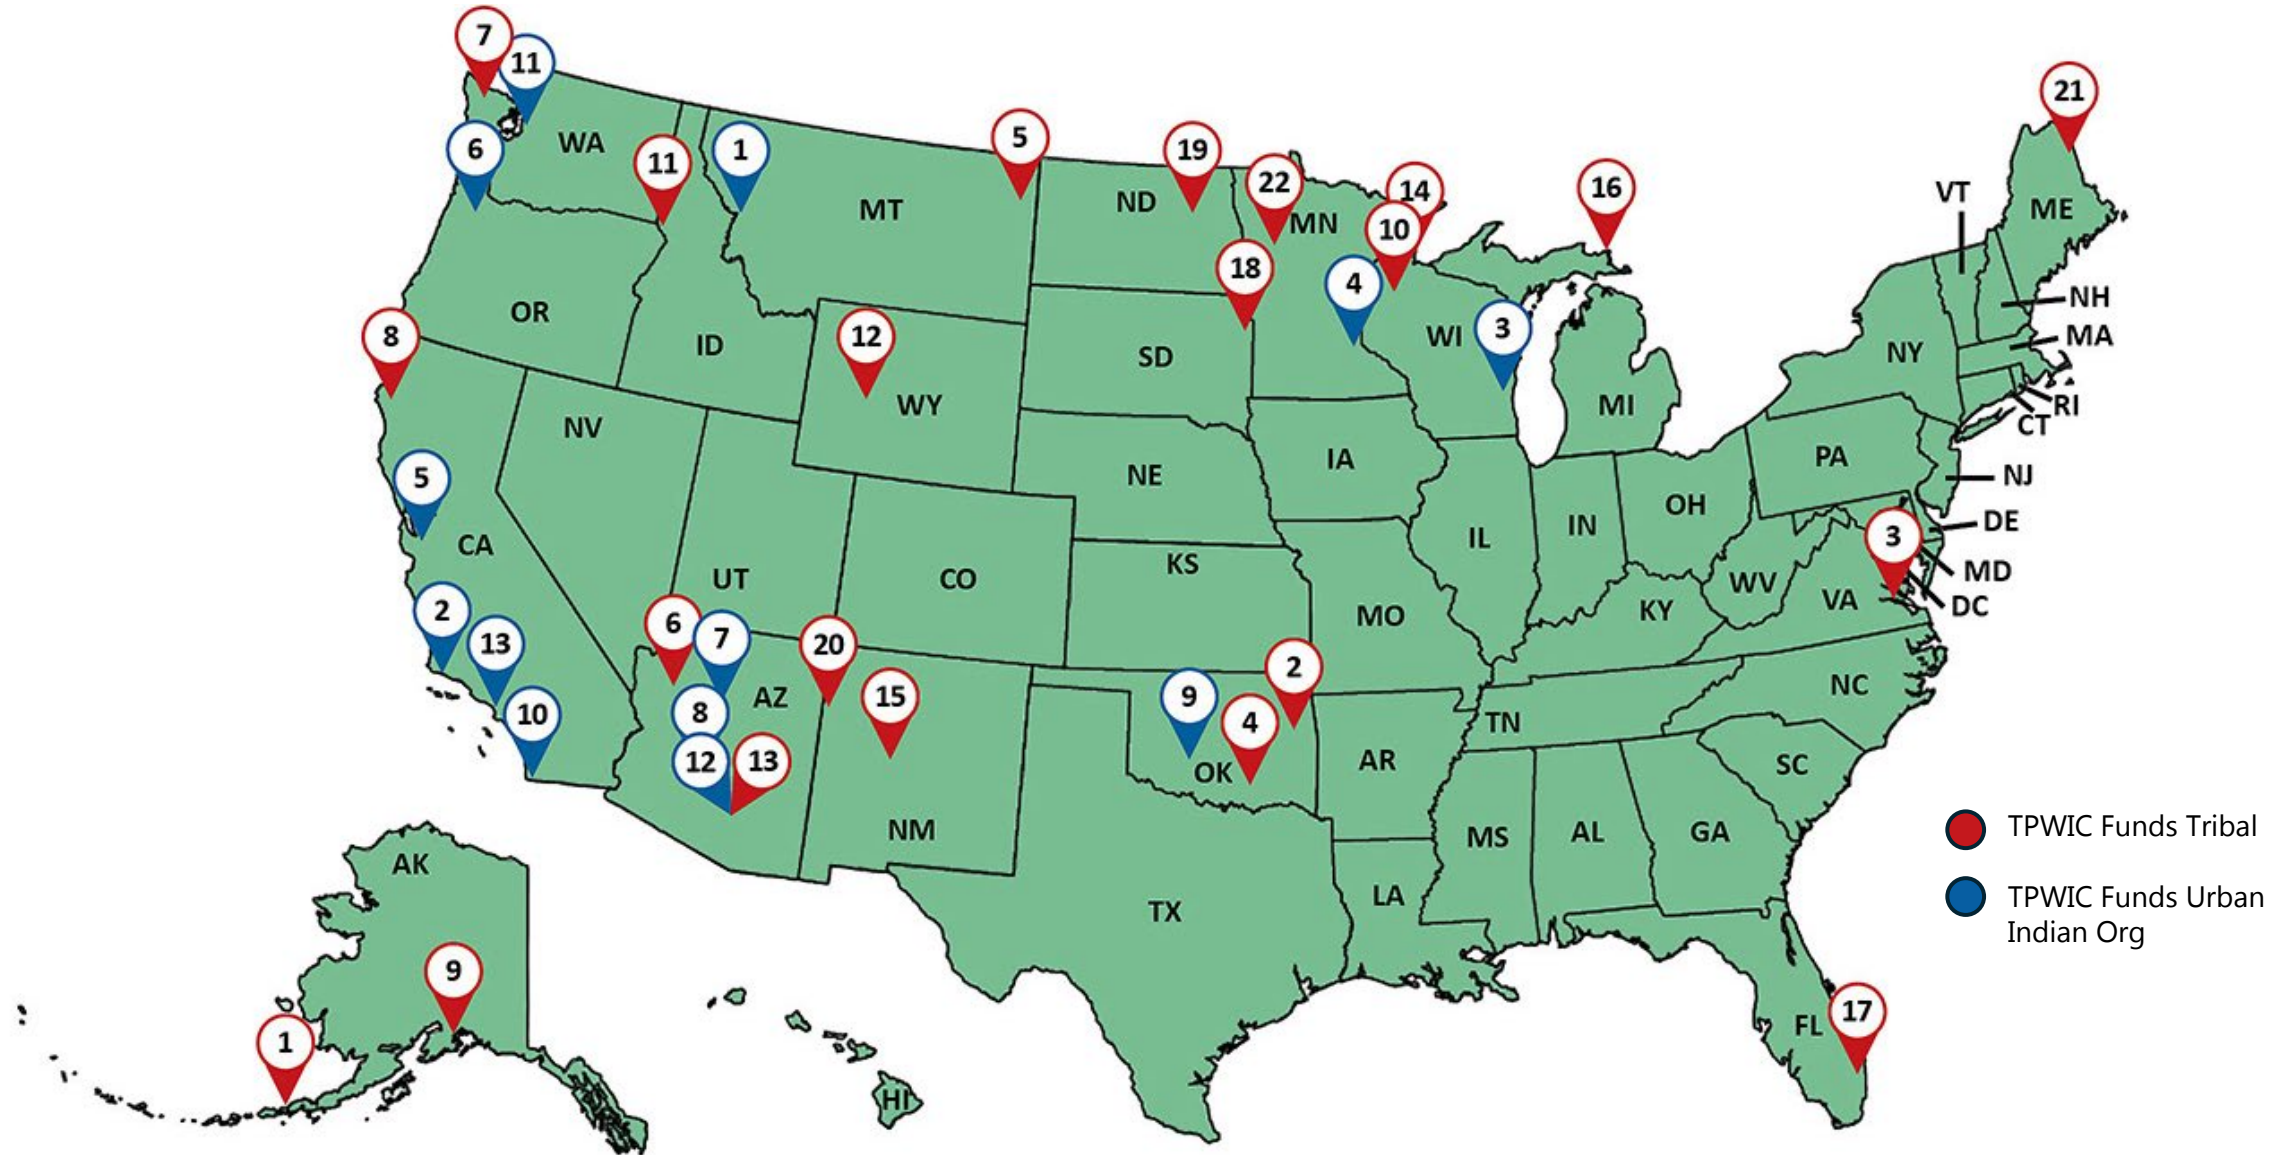 7
11
21
5
19
6
WA
11
1
22
14
16
VT
ME
MT
ND
MN
10
18
4
NH
OR
8
ID
12
SD
WI
3
MA
NY
WY
MI
RI
CT
NV
5
NE
IA
PA
NJ
CA
UT
CO
KS
IL
IN
OH
3
DE
MD
WV
VA
DC
2
13
6
7
20
MO
KY
2
10
8
AZ
15
9
4
TN
NC
12
13
OK
AR
SC
NM
MS
AL
GA
TPWIC Funds Tribal
AK
TX
LA
TPWIC Funds Urban
Indian Org
9
1
HI
FL
17